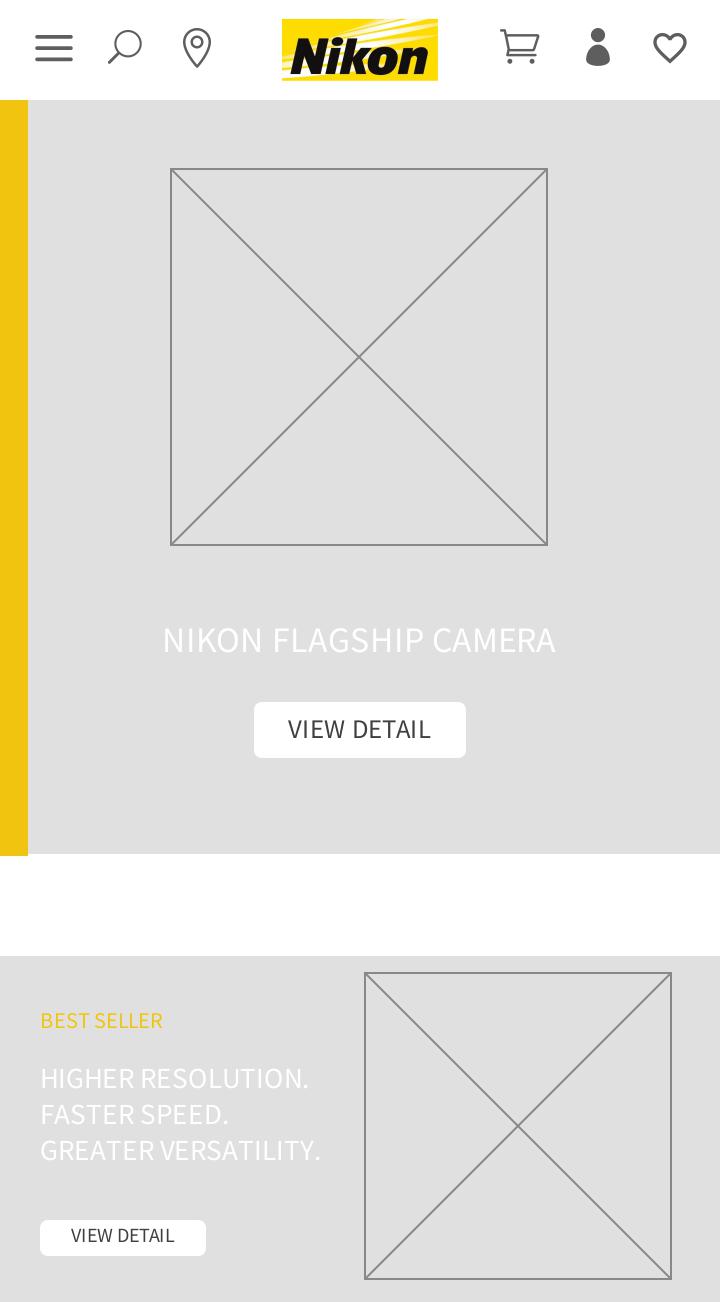 Nikon
NIKON FLAGSHIP CAMERA
VIEW DETAIL
BEST SELLER
HIGHER RESOLUTION.
FASTER SPEED.
GREATER VERSATILITY.
VIEW DETAIL